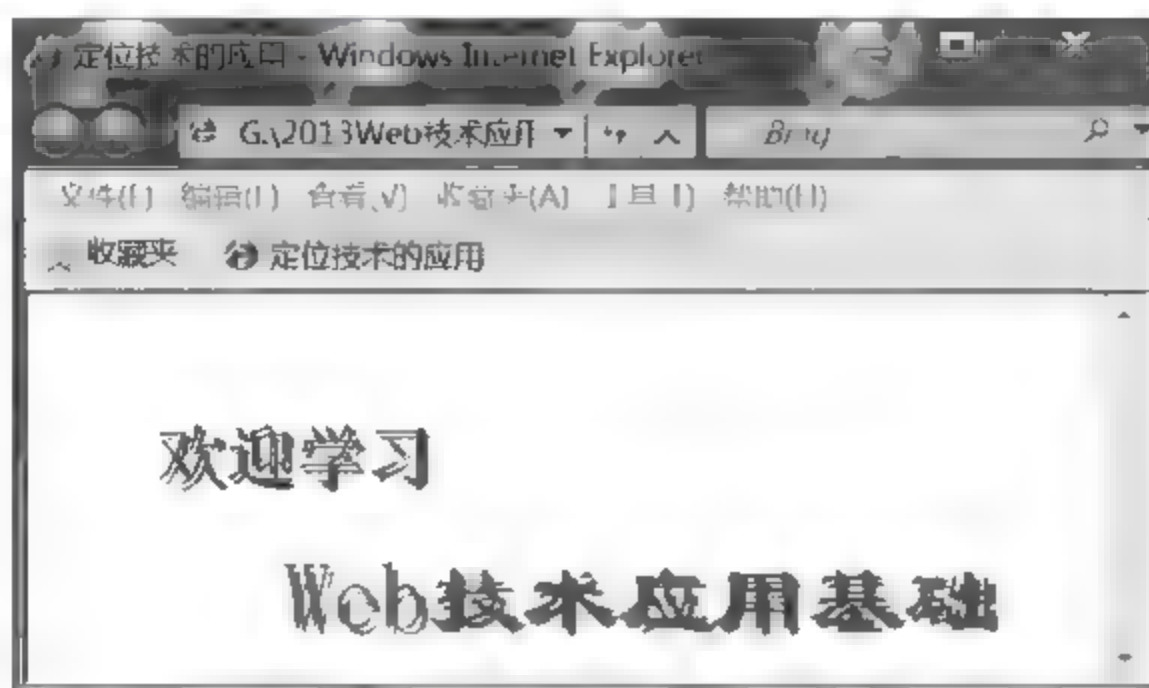 定位技术的应用 - Windows Internet Explorer
G:\2013Web技术应用 Bing
文件(F) 编辑(E) 查看(V) 收藏夹(A) 工具(T) 帮助(H)
收藏夹 定位技术的应用
欢迎学习
Web技术应用基础